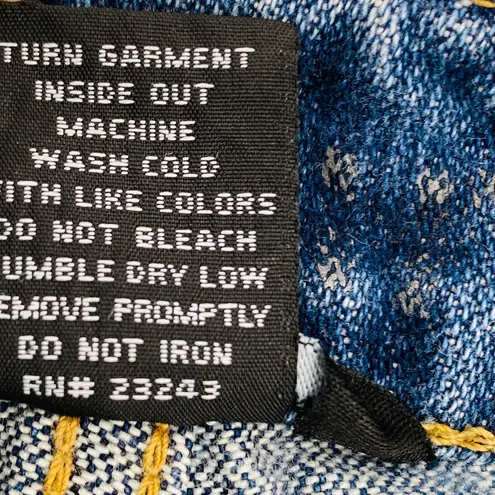 TURN GARMENT
INSIDE OUT
MACHINE
WASH COLD
WITH LIKE COLORS
DO NOT BLEACH
TUMBLE DRY LOW
REMOVE PROMPTLY
DO NOT IRON
RN# 23243